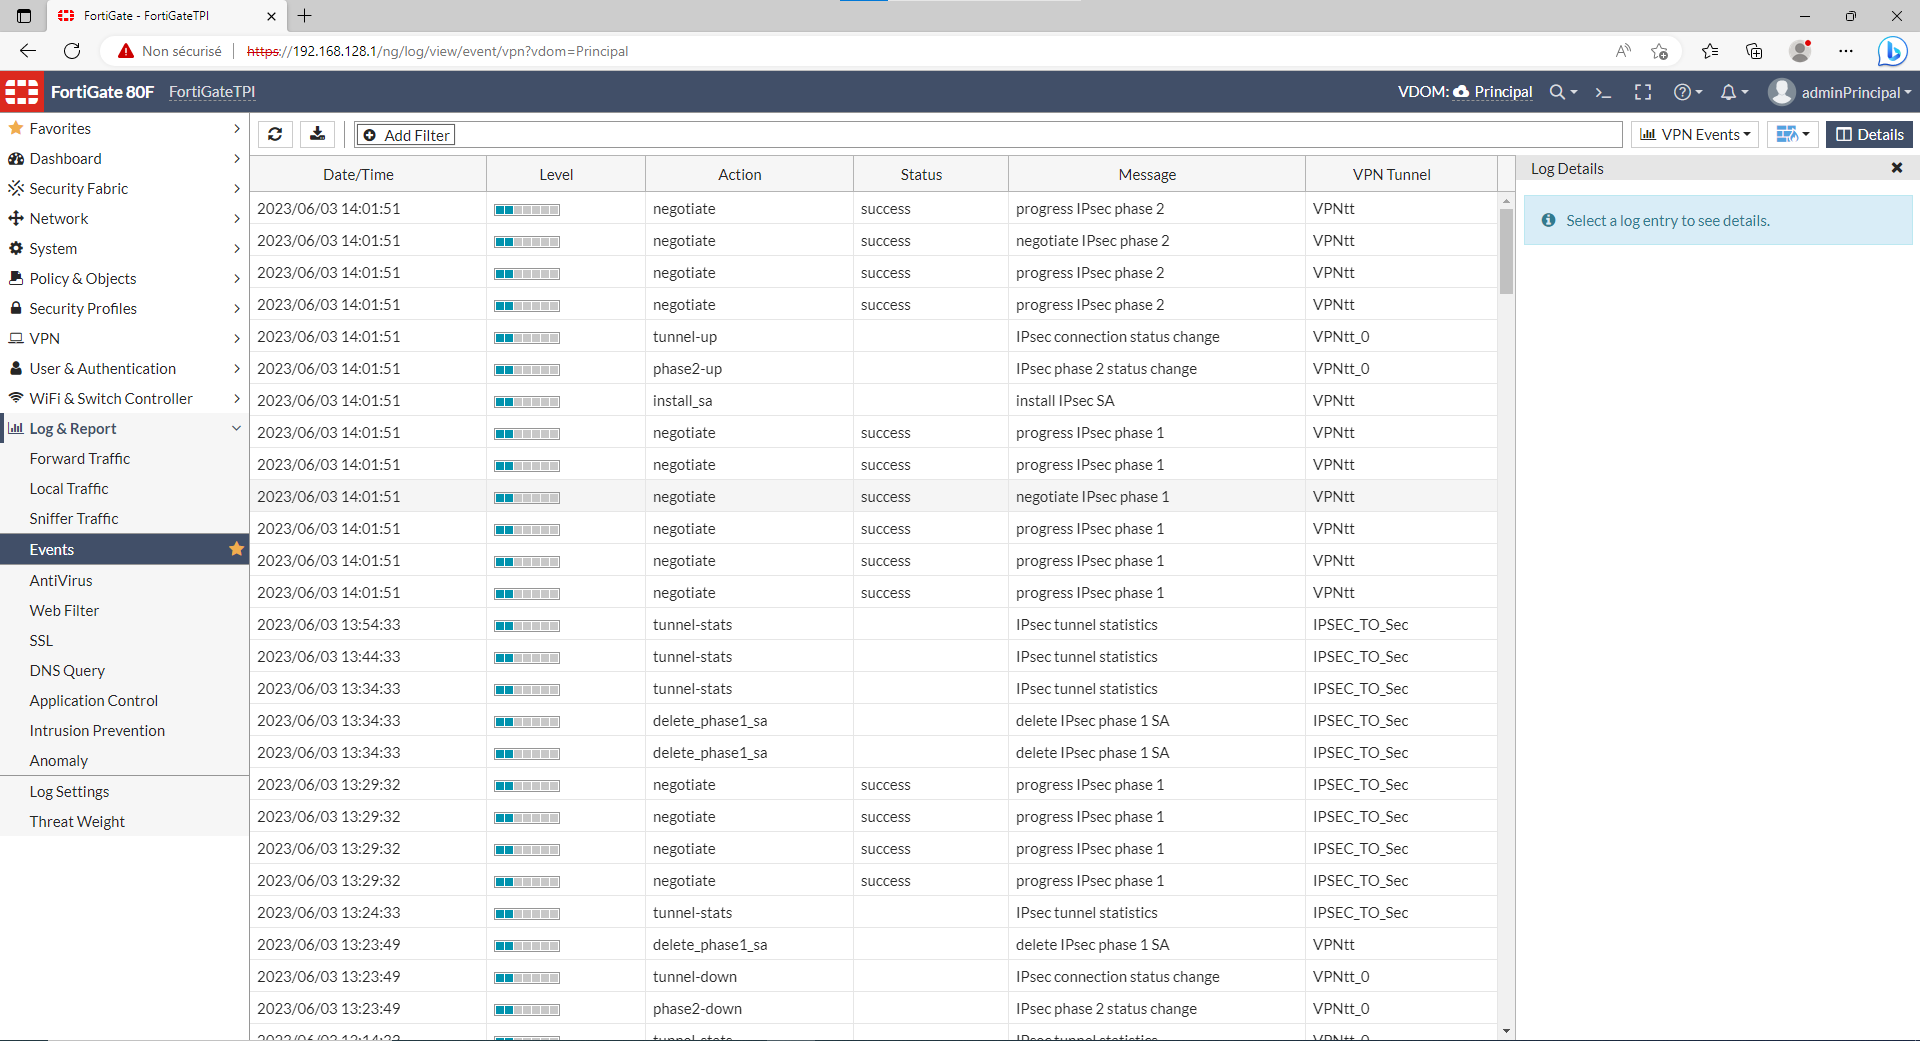 FortiGate - FortiGateTPI
Non sécurisé
https://192.168.128.1/ng/log/view/event/vpn?vdom=Principal
FortiGate 80F FortiGateTPI
VDOM: Principal
adminPrincipal
Favorites
Dashboard
Security Fabric
Network
System
Policy & Objects
Security Profiles
VPN
User & Authentication
WiFi & Switch Controller
Log & Report
Forward Traffic
Local Traffic
Sniffer Traffic
Events
AntiVirus
Web Filter
SSL
DNS Query
Application Control
Intrusion Prevention
Anomaly
Log Settings
Threat Weight
Add Filter
VPN Events
Details
Date/Time Level Action Status Message VPN Tunnel
2023/06/03 14:01:51 negotiate success progress IPsec phase 2 VPNtt
2023/06/03 14:01:51 negotiate success negotiate IPsec phase 2 VPNtt
2023/06/03 14:01:51 negotiate success progress IPsec phase 2 VPNtt
2023/06/03 14:01:51 negotiate success progress IPsec phase 2 VPNtt
2023/06/03 14:01:51 tunnel-up IPsec connection status change VPNtt_0
2023/06/03 14:01:51 phase2-up IPsec phase 2 status change VPNtt_0
2023/06/03 14:01:51 install_sa install IPsec SA VPNtt
2023/06/03 14:01:51 negotiate success progress IPsec phase 1 VPNtt
2023/06/03 14:01:51 negotiate success progress IPsec phase 1 VPNtt
2023/06/03 14:01:51 negotiate success negotiate IPsec phase 1 VPNtt
2023/06/03 14:01:51 negotiate success progress IPsec phase 1 VPNtt
2023/06/03 14:01:51 negotiate success progress IPsec phase 1 VPNtt
2023/06/03 14:01:51 negotiate success progress IPsec phase 1 VPNtt
2023/06/03 13:54:33 tunnel-stats IPsec tunnel statistics IPSEC_TO_Sec
2023/06/03 13:44:33 tunnel-stats IPsec tunnel statistics IPSEC_TO_Sec
2023/06/03 13:34:33 tunnel-stats IPsec tunnel statistics IPSEC_TO_Sec
2023/06/03 13:34:33 delete_phase1_sa delete IPsec phase 1 SA IPSEC_TO_Sec
2023/06/03 13:34:33 delete_phase1_sa delete IPsec phase 1 SA IPSEC_TO_Sec
2023/06/03 13:29:32 negotiate success progress IPsec phase 1 IPSEC_TO_Sec
2023/06/03 13:29:32 negotiate success progress IPsec phase 1 IPSEC_TO_Sec
2023/06/03 13:29:32 negotiate success progress IPsec phase 1 IPSEC_TO_Sec
2023/06/03 13:29:32 negotiate success progress IPsec phase 1 IPSEC_TO_Sec
2023/06/03 13:24:33 tunnel-stats IPsec tunnel statistics IPSEC_TO_Sec
2023/06/03 13:23:49 delete_phase1_sa delete IPsec phase 1 SA VPNtt
2023/06/03 13:23:49 tunnel-down IPsec connection status change VPNtt_0
2023/06/03 13:23:49 phase2-down IPsec phase 2 status change VPNtt_0
Log Details
Select a log entry to see details.